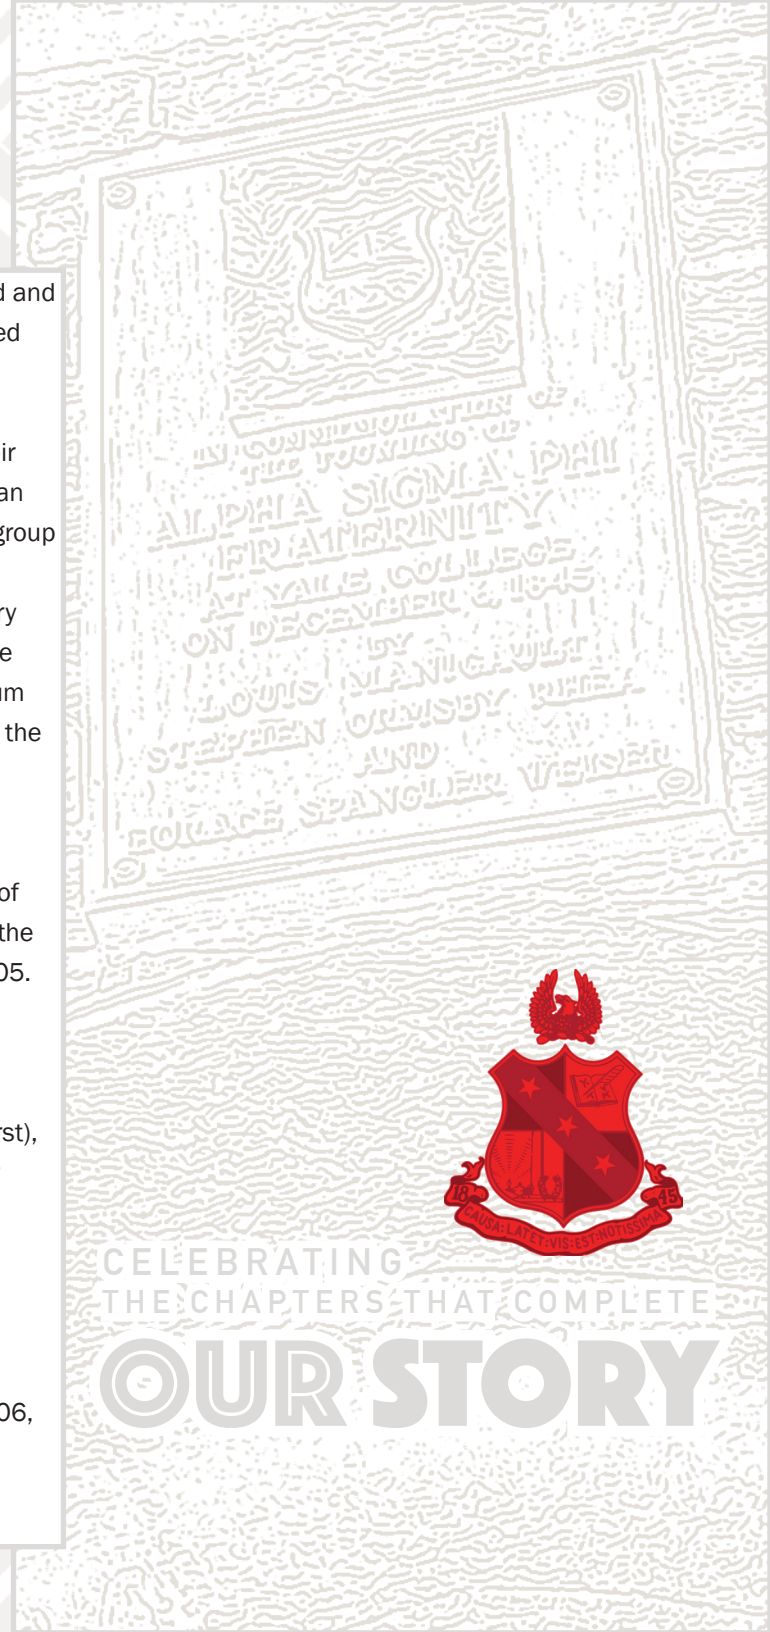 d and
ed
ir
an
group
ry
e
um
the
of
the
05.
rst),
06,
IN COMMEMORATION OF
THE FOUNDING OF
ALPHA SIGMA PHI
FRATERNITY
AT YALE COLLEGE
ON DECEMBER 6, 1845
BY
LOUIS MANIGAULT
STEPHEN ORMSBY RHEA
AND
HORACE SPANGLER WEISER
18 45
CAUSA:LATET:VIS:EST:NOTISSIMA
CELEBRATING
THE CHAPTERS THAT COMPLETE
OUR STORY